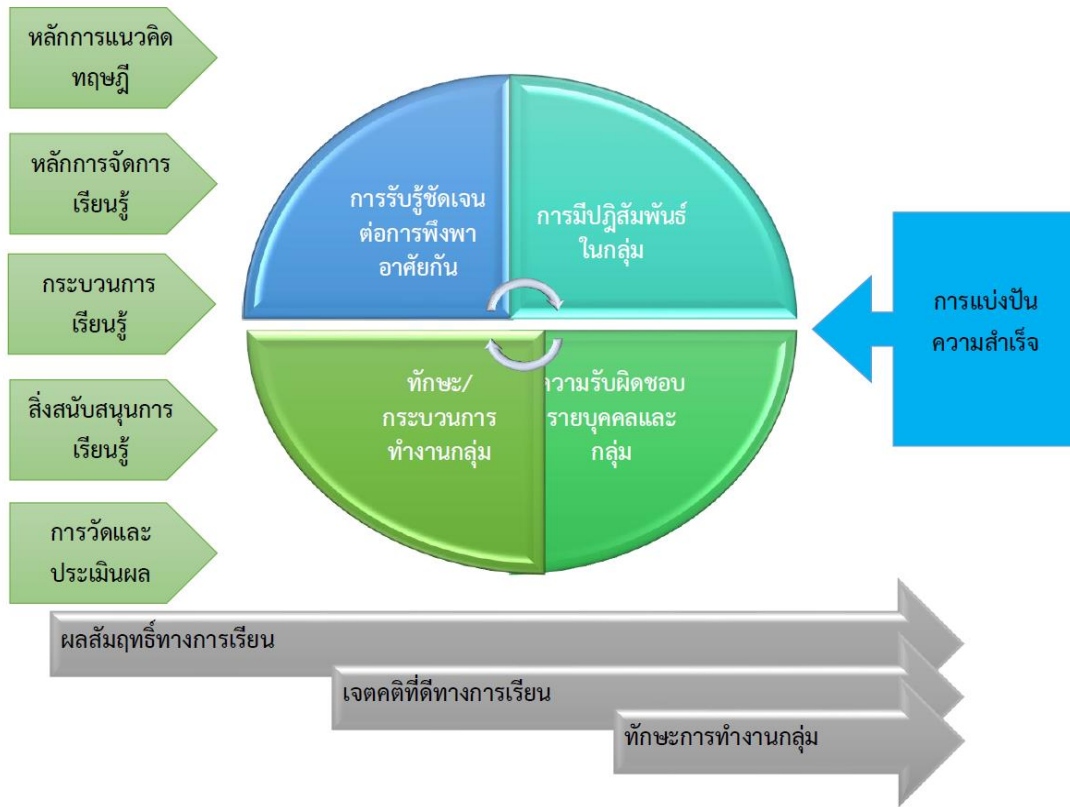 หลักการแนวคิด
ทฤษฎี
หลักการจัดการ
เรียนรู้
กระบวนการ
เรียนรู้
สิ่งสนับสนุนการ
เรียนรู้
การวัดและ
ประเมินผล
การรับรู้ชัดเจน
ต่อการพึงพา
อาศัยกัน
การมีปฏิสัมพันธ์
ในกลุ่ม
ทักษะ/
กระบวนการ
ทำงานกลุ่ม
ความรับผิดชอบ
รายบุคคลและ
กลุ่ม
การแบ่งปัน
ความสำเร็จ
ผลสัมฤทธิ์ทางการเรียน
เจตคติที่ดีทางการเรียน
ทักษะการทำงานกลุ่ม